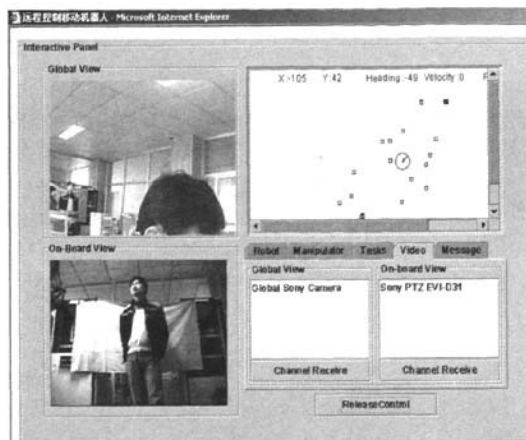 远程控制移动机器人 - Microsoft Internet Explorer
Interactive Panel
Global View
X:-105 Y:42 Heading:-49 Velocity 0
On-Board View
Robot Manipulator Tasks Video Message
Global View On-board View
Global Sony Camera Sony PTZ EVI-D31
Channel Receive Channel Receive
ReleaseControl